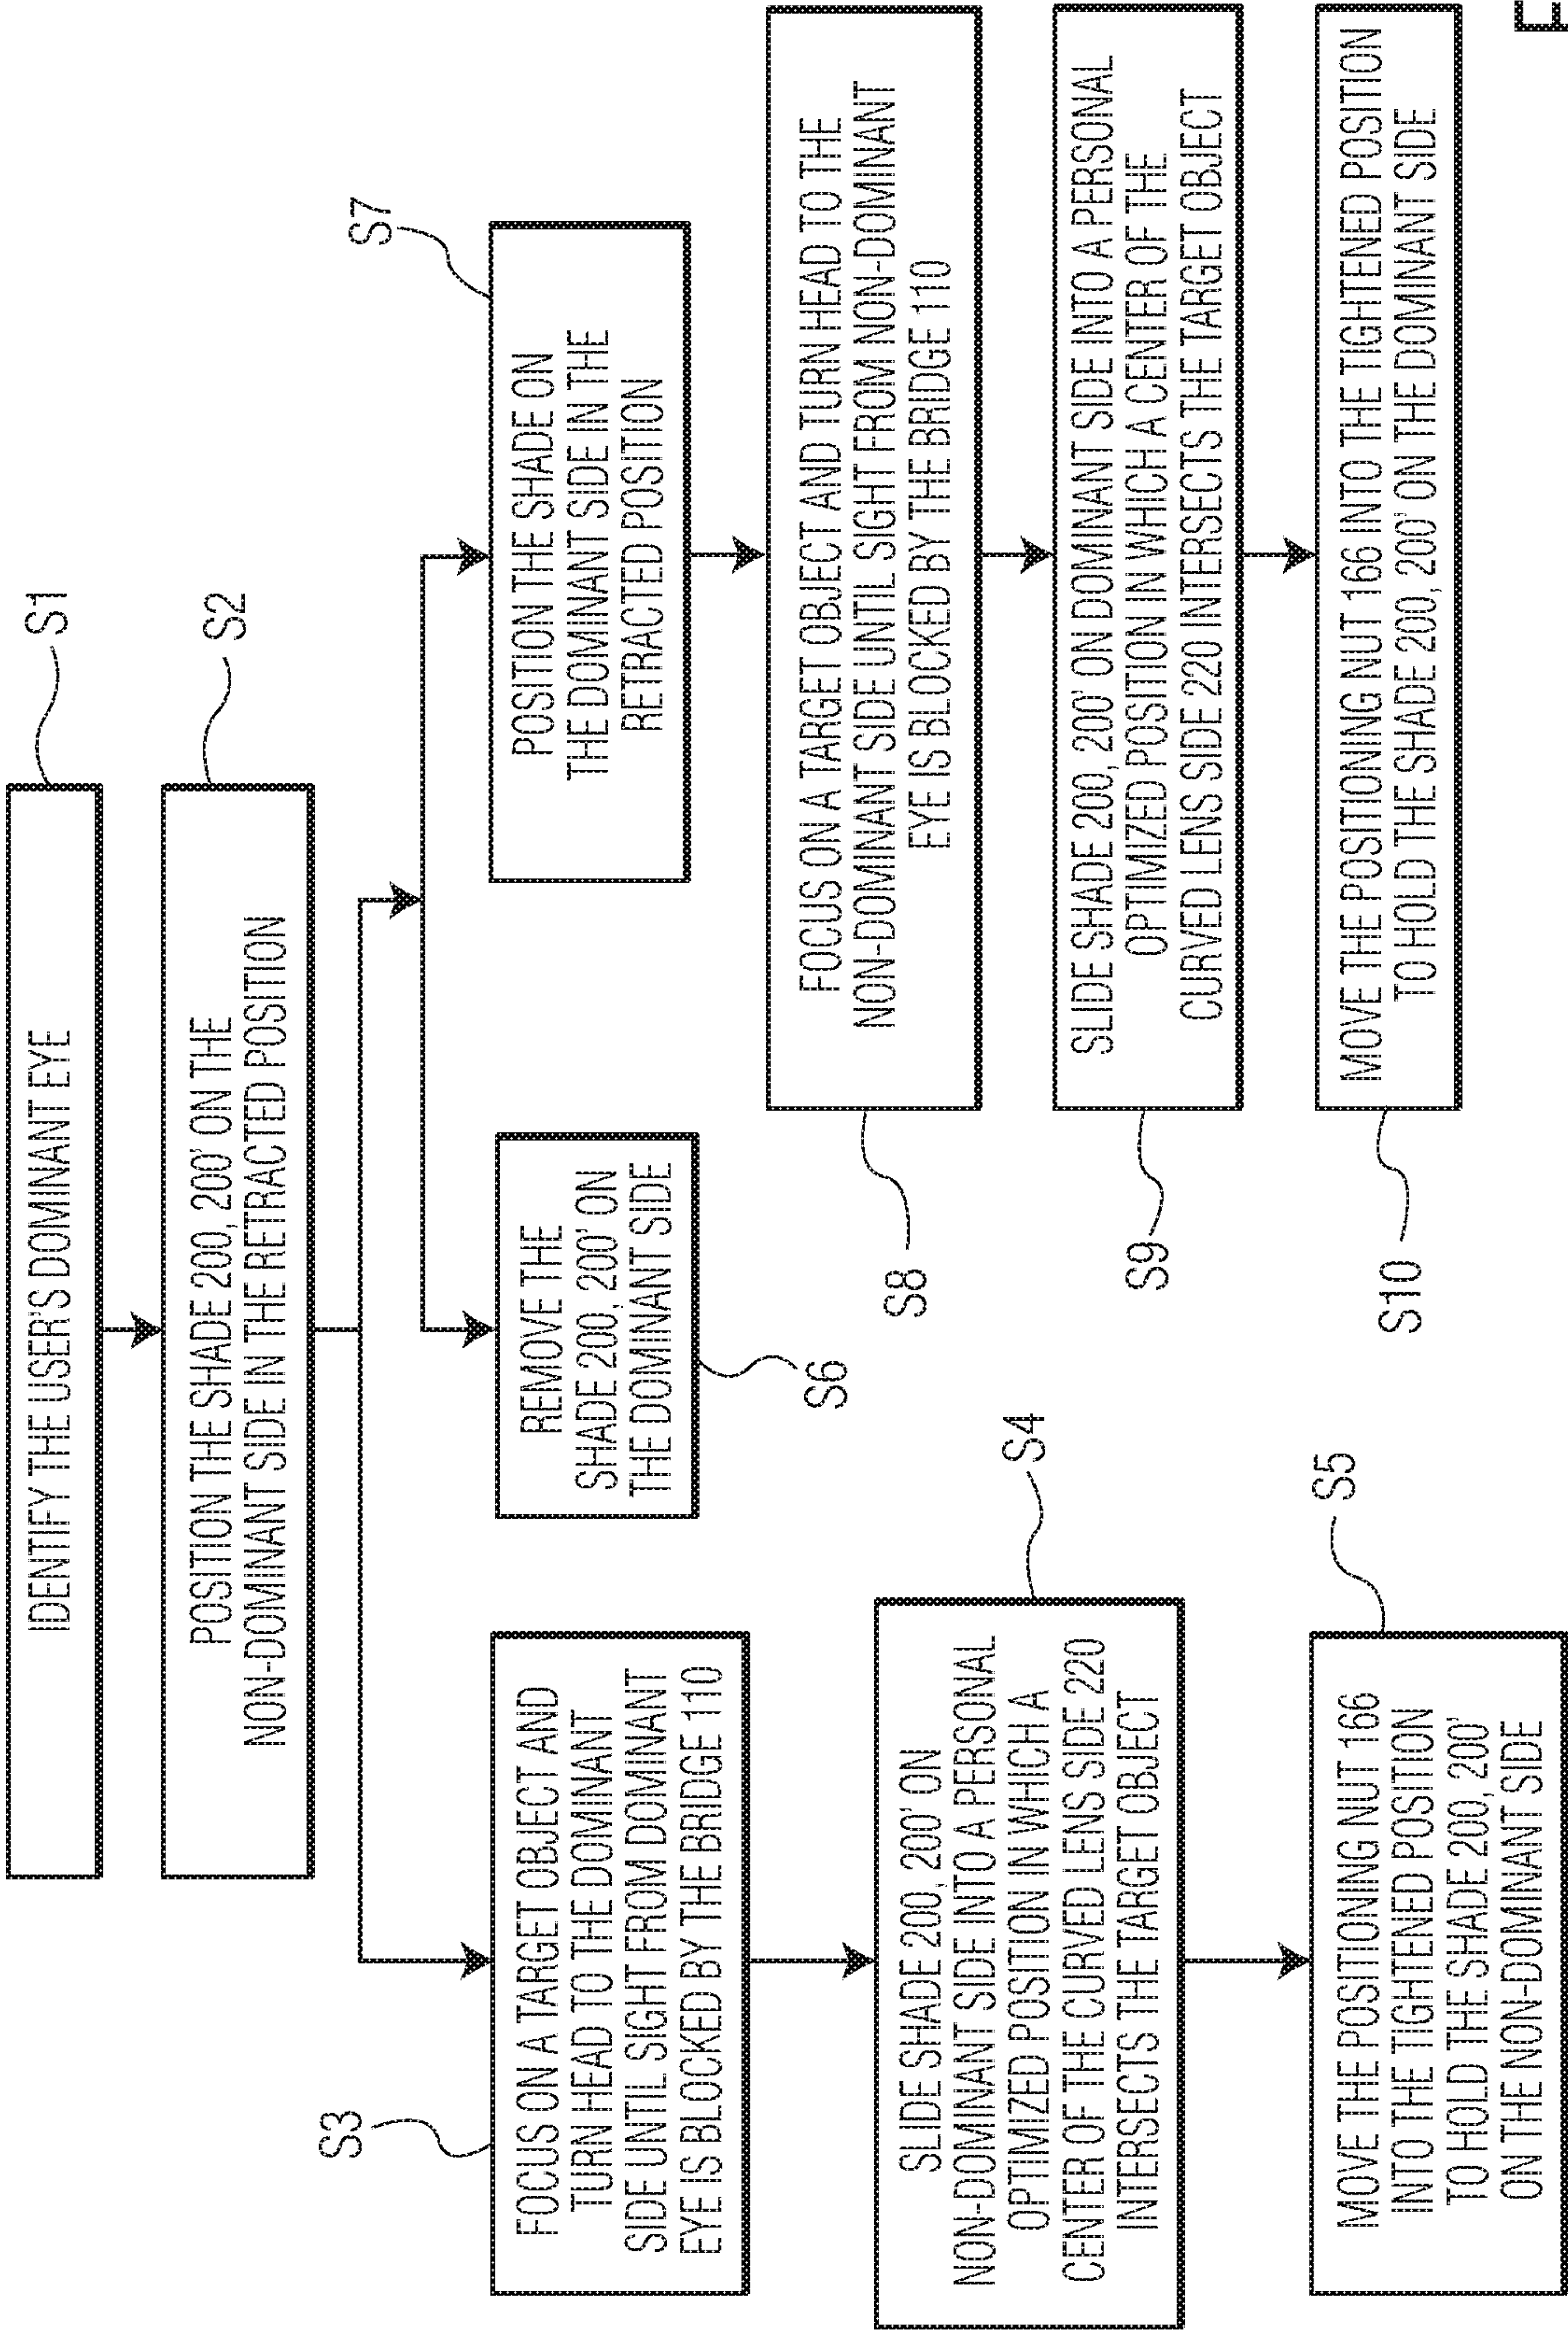 S1
IDENTIFY THE USER'S DOMINANT EYE
S2
POSITION THE SHADE 200, 200' ON THE
NON-DOMINANT SIDE IN THE RETRACTED POSITION
S3
FOCUS ON A TARGET OBJECT AND
TURN HEAD TO THE DOMINANT
SIDE UNTIL SIGHT FROM DOMINANT
EYE IS BLOCKED BY THE BRIDGE 110
S4
SLIDE SHADE 200, 200' ON
NON-DOMINANT SIDE INTO A PERSONAL
OPTIMIZED POSITION IN WHICH A
CENTER OF THE CURVED LENS SIDE 220
INTERSECTS THE TARGET OBJECT
S5
MOVE THE POSITIONING NUT 166
INTO THE TIGHTENED POSITION
TO HOLD THE SHADE 200, 200'
ON THE NON-DOMINANT SIDE
REMOVE THE
SHADE 200, 200' ON
THE DOMINANT SIDE
S6
S7
POSITION THE SHADE ON
THE DOMINANT SIDE IN THE
RETRACTED POSITION
FOCUS ON A TARGET OBJECT AND TURN HEAD TO THE
NON-DOMINANT SIDE UNTIL SIGHT FROM NON-DOMINANT
EYE IS BLOCKED BY THE BRIDGE 110
S8
SLIDE SHADE 200, 200' ON DOMINANT SIDE INTO A PERSONAL
OPTIMIZED POSITION IN WHICH A CENTER OF THE
CURVED LENS SIDE 220 INTERSECTS THE TARGET OBJECT
S9
MOVE THE POSITIONING NUT 166 INTO THE TIGHTENED POSITION
TO HOLD THE SHADE 200, 200' ON THE DOMINANT SIDE
S10